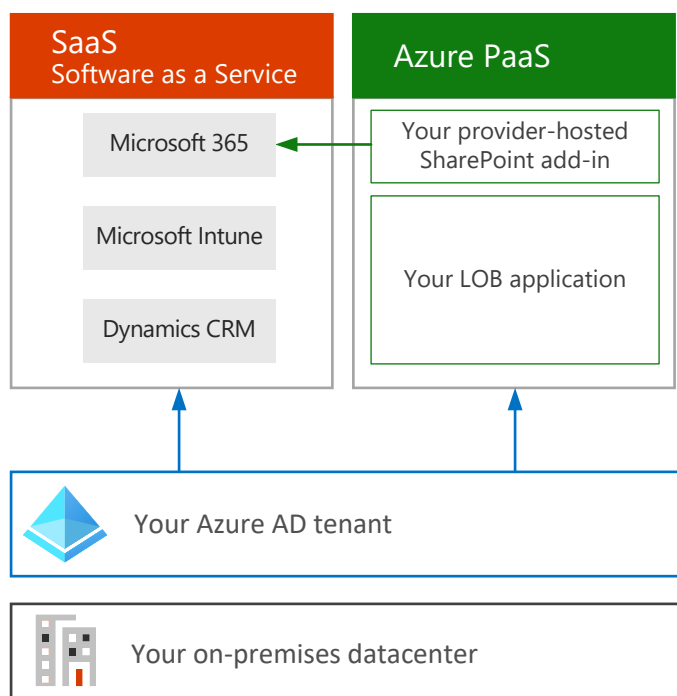 SaaS
Software as a Service
Azure PaaS
Microsoft 365
Microsoft Intune
Dynamics CRM
Your provider-hosted
SharePoint add-in
Your LOB application
Your Azure AD tenant
Your on-premises datacenter